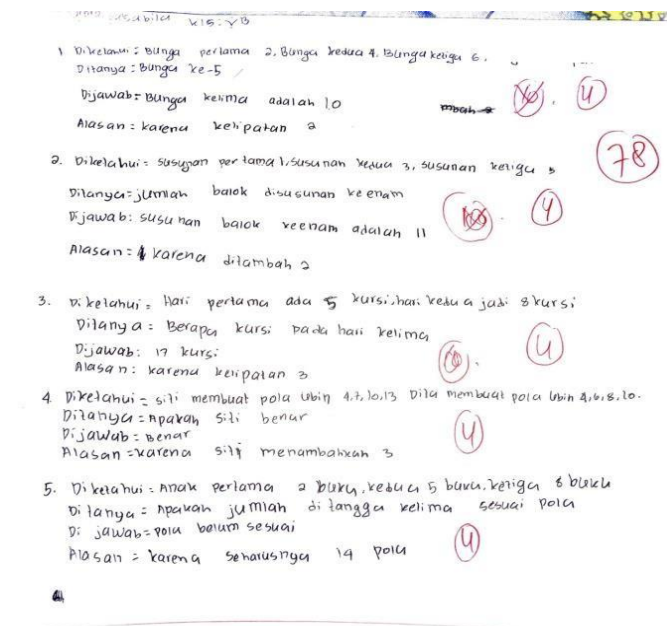 Kls: VB
1 Diketahui : Bunga pertama 2, Bunga kedua 4. Bunga ketiga 6.
Ditanya : Bunga ke-5
Dijawab = Bunga kelima adalah 10
4
Alasan = karena kelipatan 2
78
2. Diketahui = susunan pertama 1, susunan kedua 3, susunan ketiga 5
Ditanya = jumlah balok disusunan keenam
Dijawab : susunan balok keenam adalah 11
4
Alasan = karena ditambah 2
3. Diketahui = Hari pertama ada 5 kursi, hari kedua jadi 8 kursi
Ditanya = Berapa kursi pada hari kelima
Dijawab : 17 kursi
4
Alasan : karena kelipatan 3
4 Diketahui = siti membuat pola ubin 4,7,10,13 Dila membuat pola ubin 4,6,8,10.
Ditanya = Apakah siti benar
Dijawab = Benar
4
Alasan = karena siti menambahkan 3
5. Diketahui = Anak pertama 2 buku, kedua 5 buku, ketiga 8 buku
Ditanya = Apakah jumlah ditangga kelima sesuai pola
Di jawab = pola belum sesuai
4
Alasan = karena seharusnya 14 pola